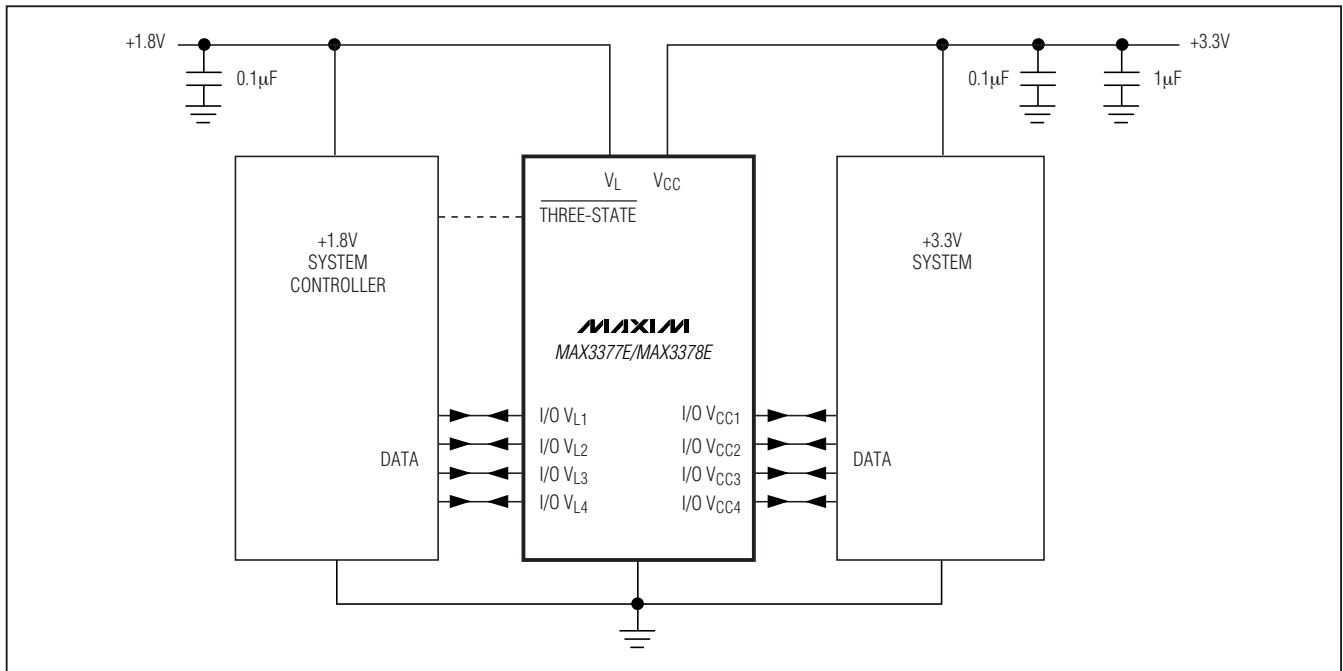 +1.8V
+3.3V
0.1µF
0.1µF
1µF
V_L
V_CC
THREE-STATE
+1.8V
SYSTEM
CONTROLLER
+3.3V
SYSTEM
MAXIM
MAX3377E/MAX3378E
I/O V_L1
I/O V_CC1
I/O V_L2
I/O V_CC2
DATA
DATA
I/O V_L3
I/O V_CC3
I/O V_L4
I/O V_CC4